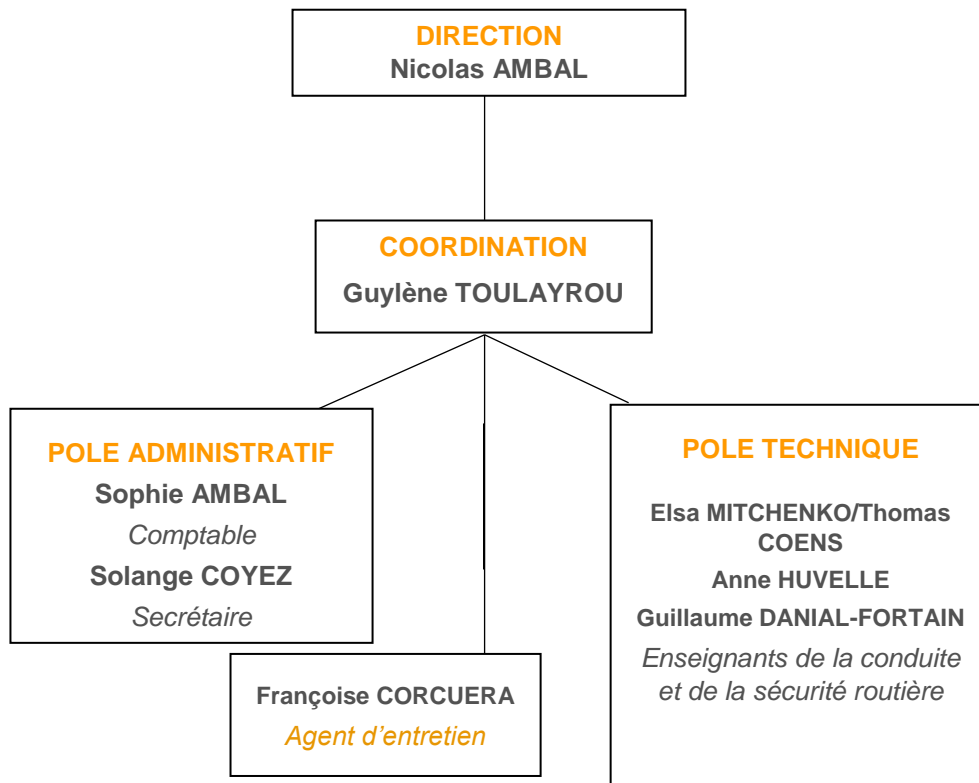 DIRECTION
Nicolas AMBAL
COORDINATION
Guylène TOULAYROU
POLE ADMINISTRATIF
Sophie AMBAL
Comptable
Solange COYEZ
Secrétaire
Françoise CORCUERA
Agent d’entretien
POLE TECHNIQUE
Elsa MITCHENKO/Thomas
COENS
Anne HUVELLE
Guillaume DANIAL-FORTAIN
Enseignants de la conduite
et de la sécurité routière